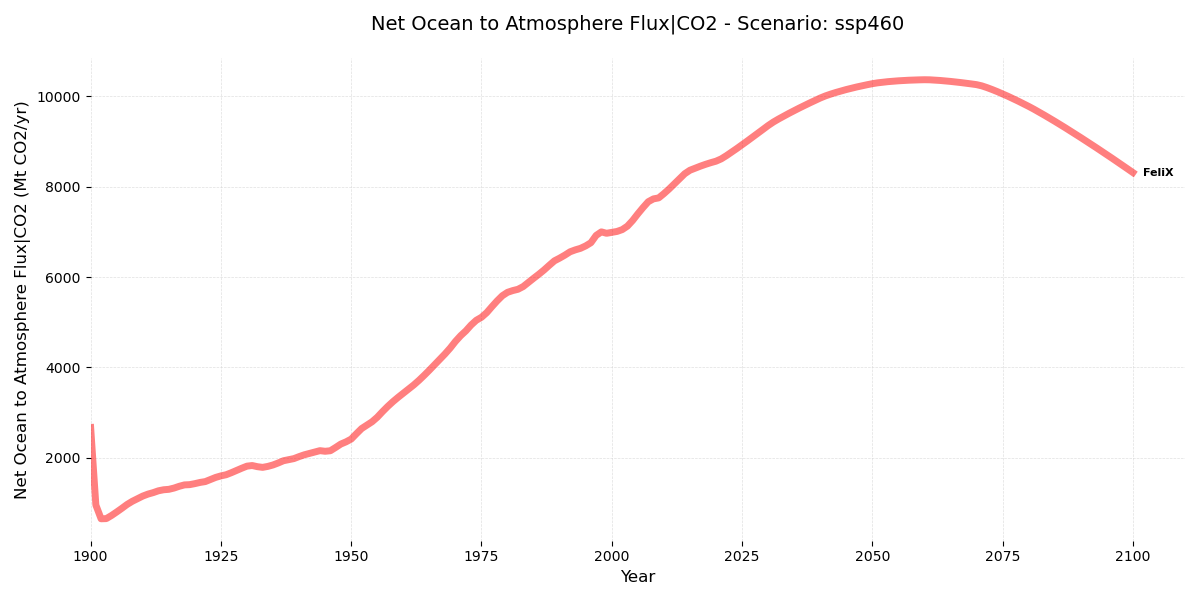 Net Ocean to Atmosphere Flux|CO2 - Scenario: ssp460
Net Ocean to Atmosphere Flux|CO2 (Mt CO2/yr)
10000
8000
6000
4000
2000
FeliX
1900 1925 1950 1975 2000 2025 2050 2075 2100
Year